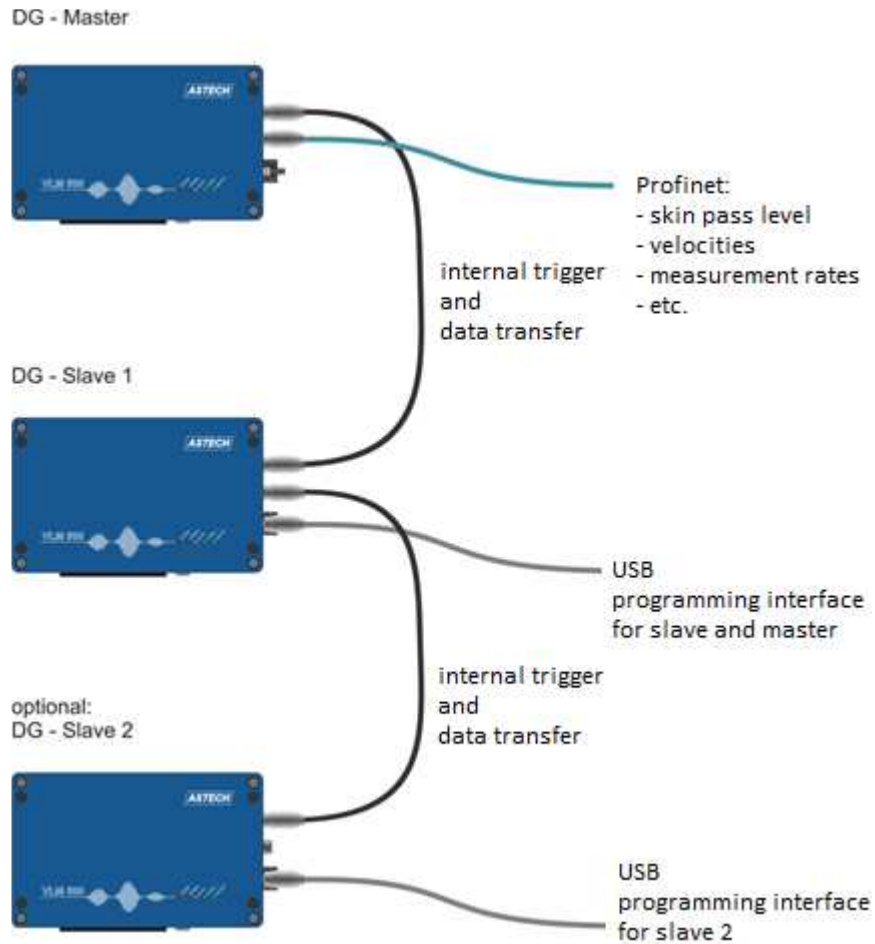 DG - Master
ASTECH
Profinet:
- skin pass level
- velocities
- measurement rates
- etc.
internal trigger
and
data transfer
DG - Slave 1
ASTECH
USB
programming interface
for slave and master
internal trigger
and
data transfer
optional:
DG - Slave 2
ASTECH
USB
programming interface
for slave 2